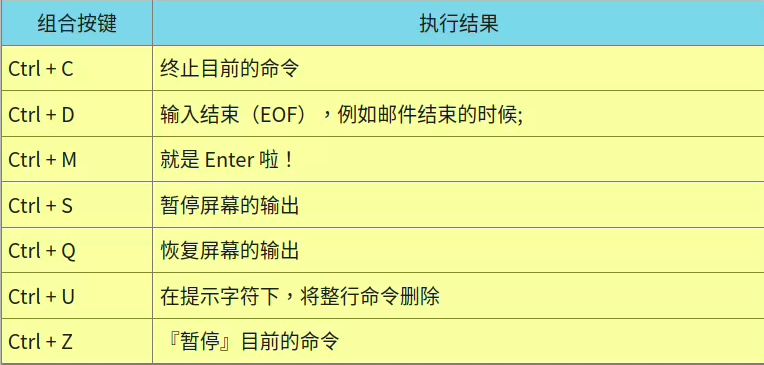 组合按键 执行结果
Ctrl + C 终止目前的命令
Ctrl + D 输入结束（EOF），例如邮件结束的时候;
Ctrl + M 就是 Enter 啦！
Ctrl + S 暂停屏幕的输出
Ctrl + Q 恢复屏幕的输出
Ctrl + U 在提示字符下，将整行命令删除
Ctrl + Z 『暂停』目前的命令